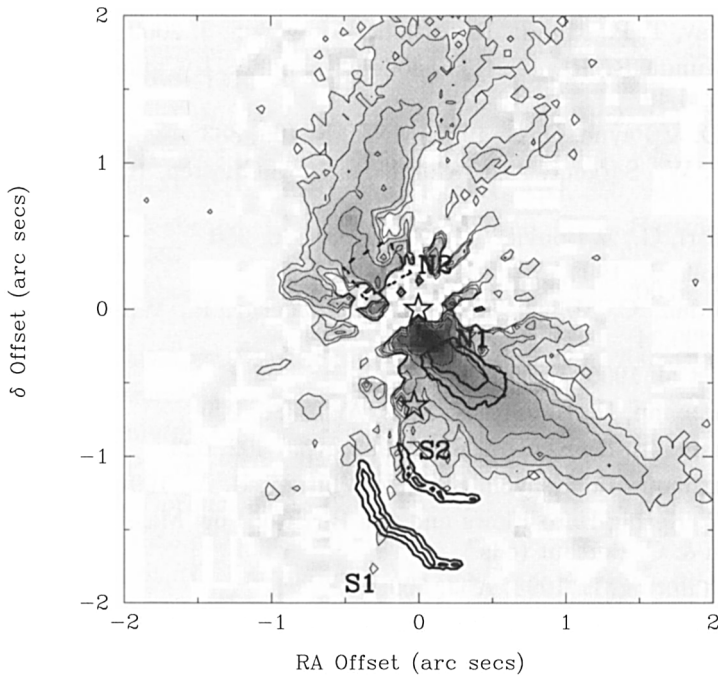 2
1
0
−1
−2
δ Offset (arc secs)
N3
N1
S2
S1
−2
−1
0
1
2
RA Offset (arc secs)